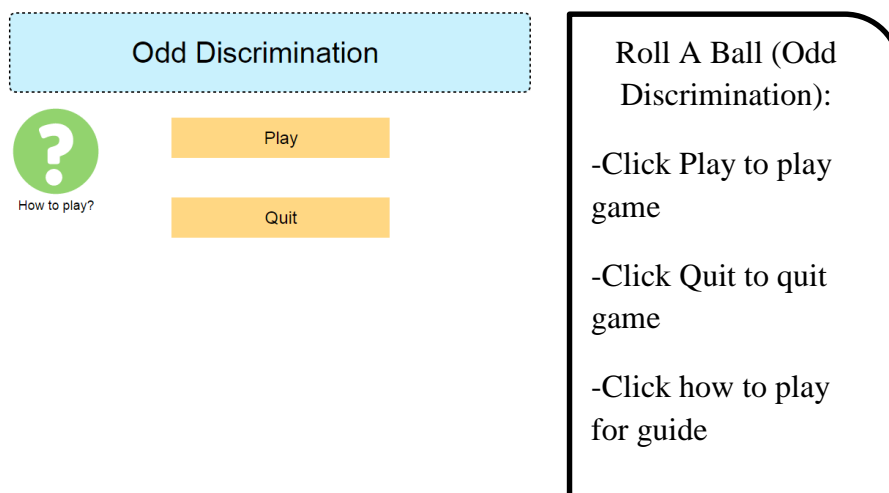 Odd Discrimination
Play
How to play?
Quit
Roll A Ball (Odd
Discrimination):
-Click Play to play
game
-Click Quit to quit
game
-Click how to play
for guide